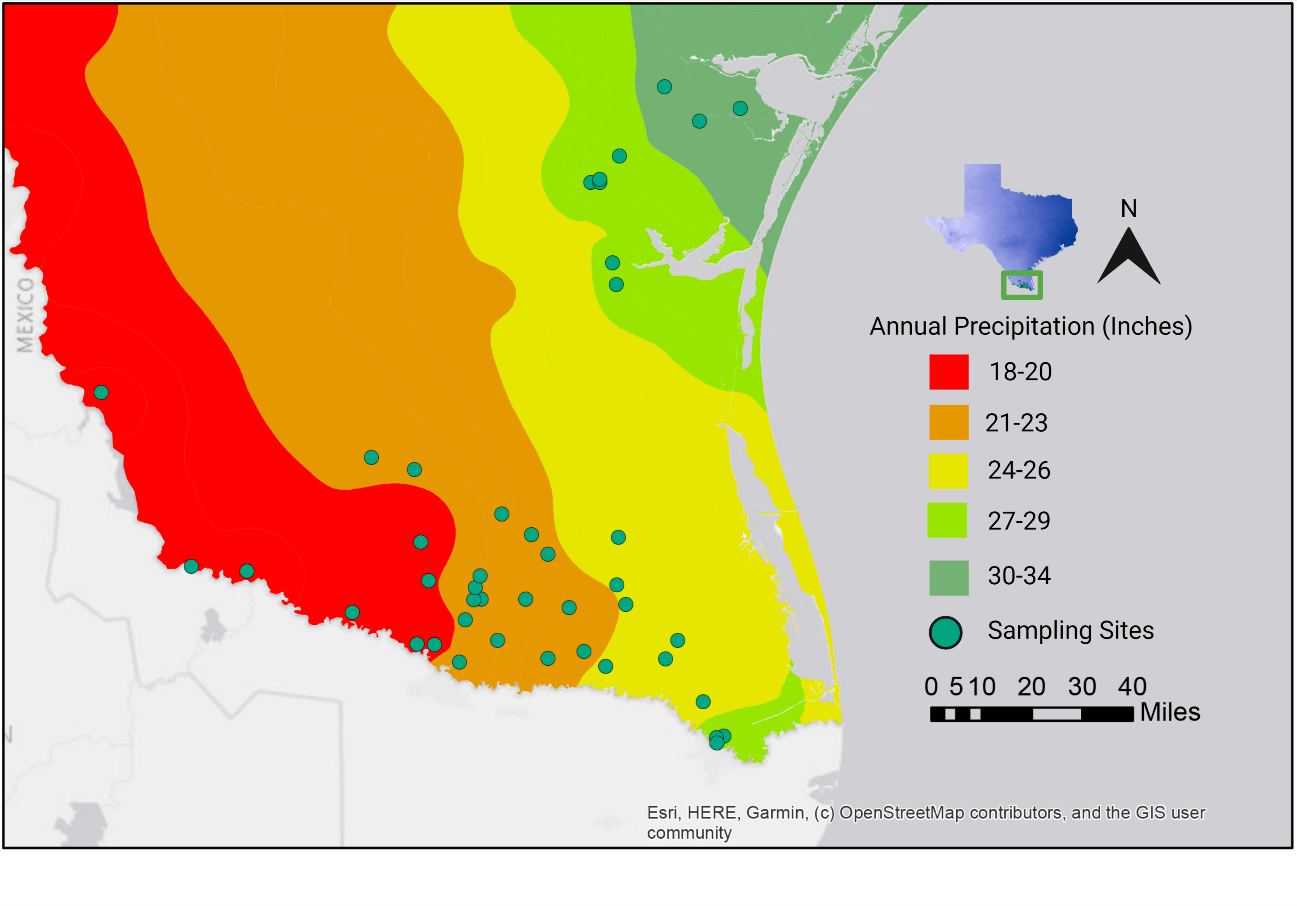 MEXICO
N
Annual Precipitation (Inches)
18-20
21-23
24-26
27-29
30-34
Sampling Sites
0 5 10 20 30 40
Miles
Esri, HERE, Garmin, (c) OpenStreetMap contributors, and the GIS user
community